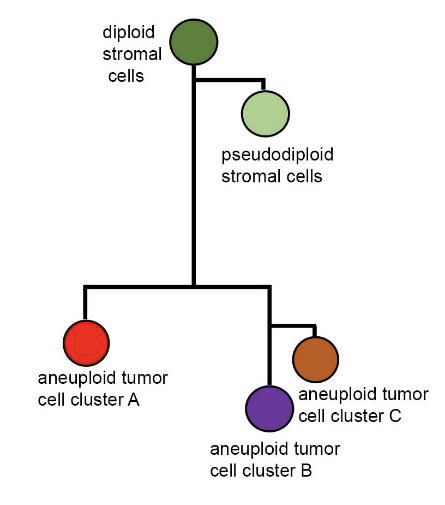 diploid
stromal
cells
pseudodiploid
stromal cells
aneuploid tumor
cell cluster A
aneuploid tumor
cell cluster C
aneuploid tumor
cell cluster B